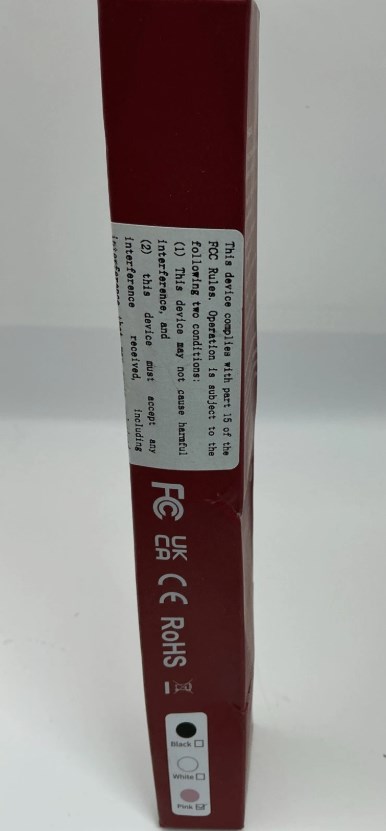 This device complies with part 15 of the
FCC Rules. Operation is subject to the
following two conditions:
(1) This device may not cause harmful
interference, and
(2) this device must accept any
interference received, including
FC
UK
CA
CE
RoHS
Black
White
Pink